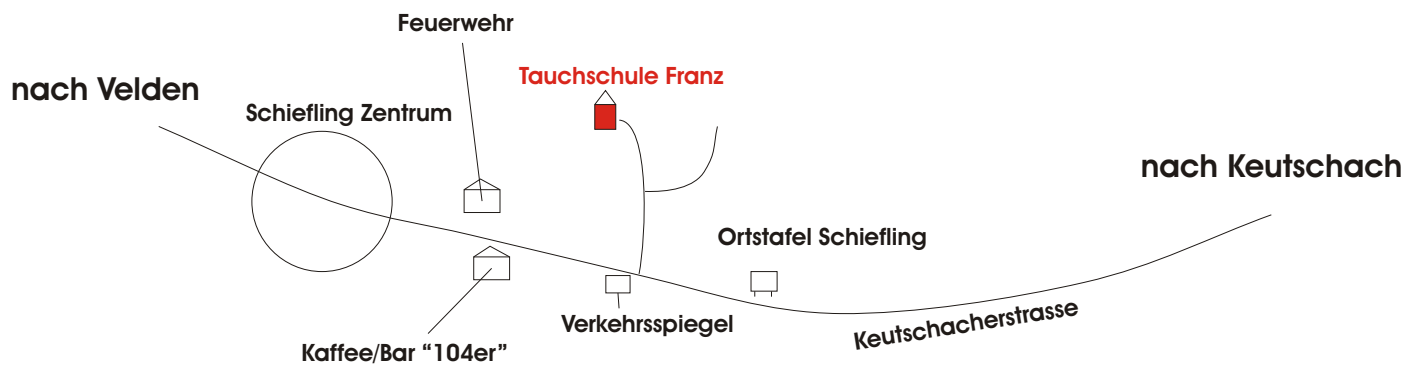 Feuerwehr
nach Velden
Tauchschule Franz
Schiefling Zentrum
nach Keutschach
Ortstafel Schiefling
Verkehrsspiegel
Keutschacherstrasse
Kaffee/Bar “104er”